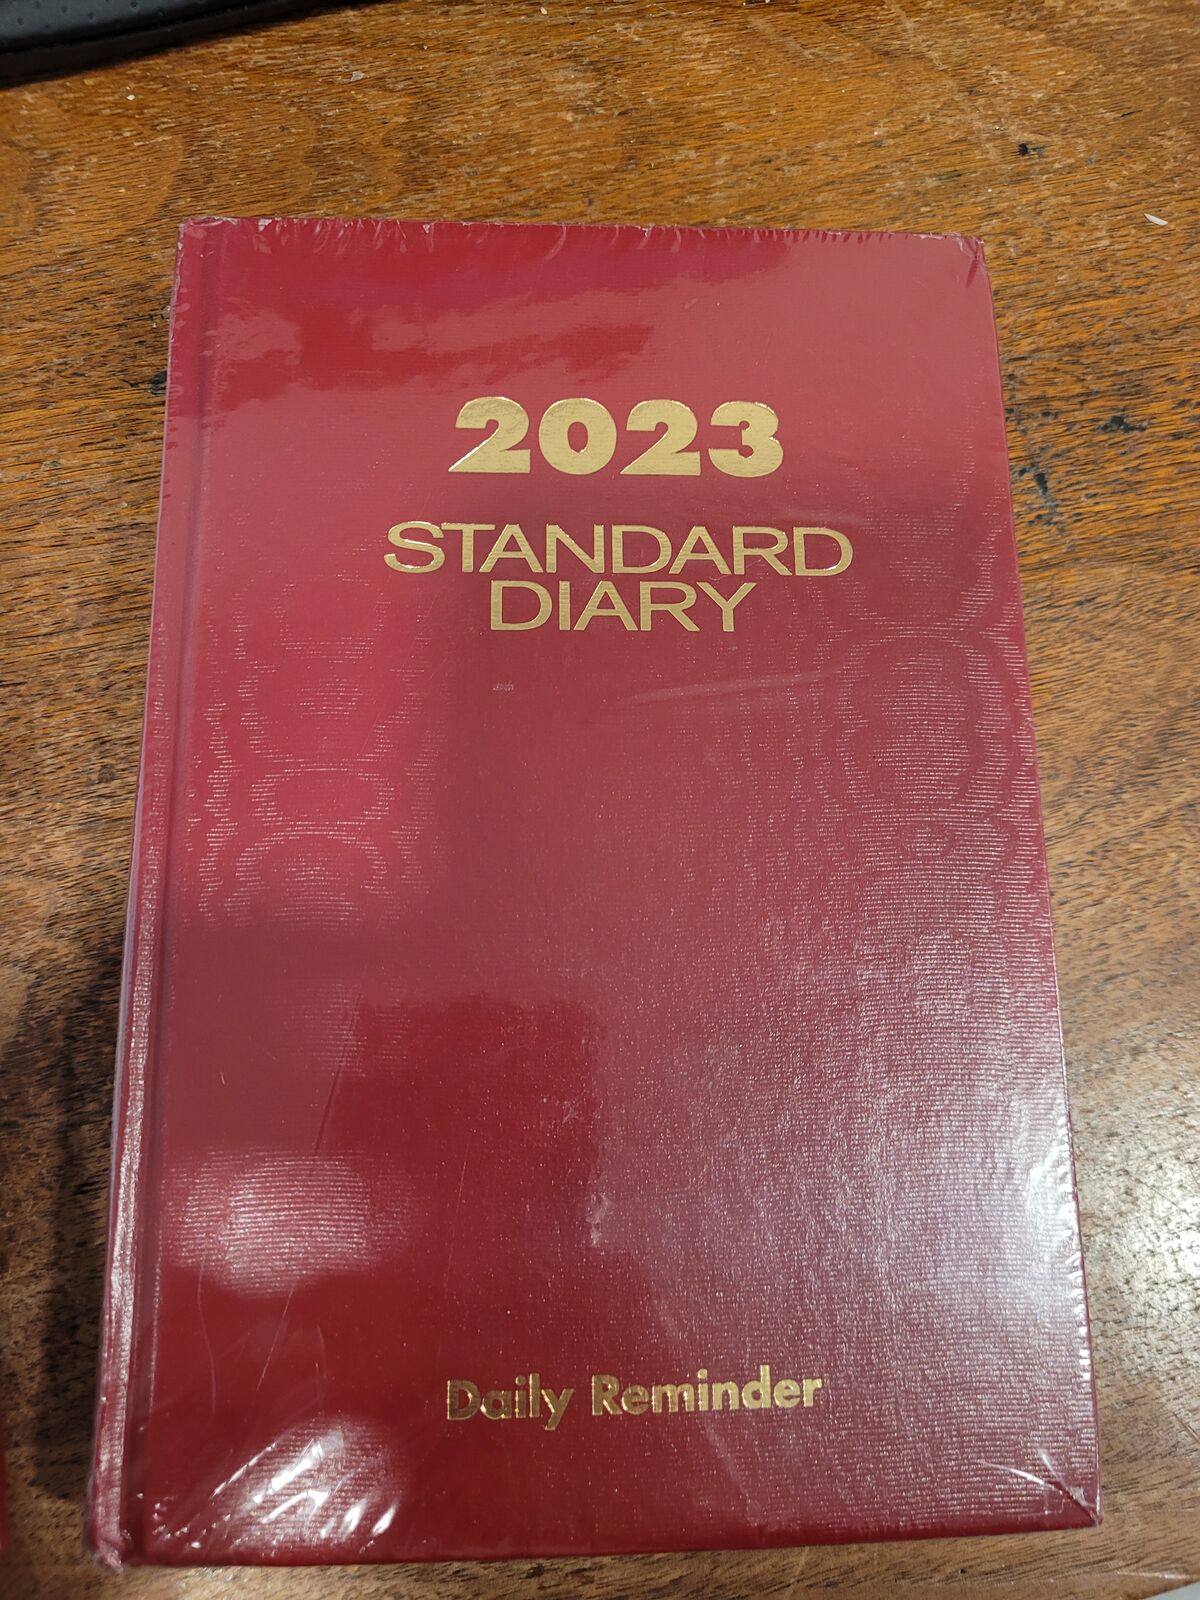 2023
STANDARD
DIARY
Daily Reminder